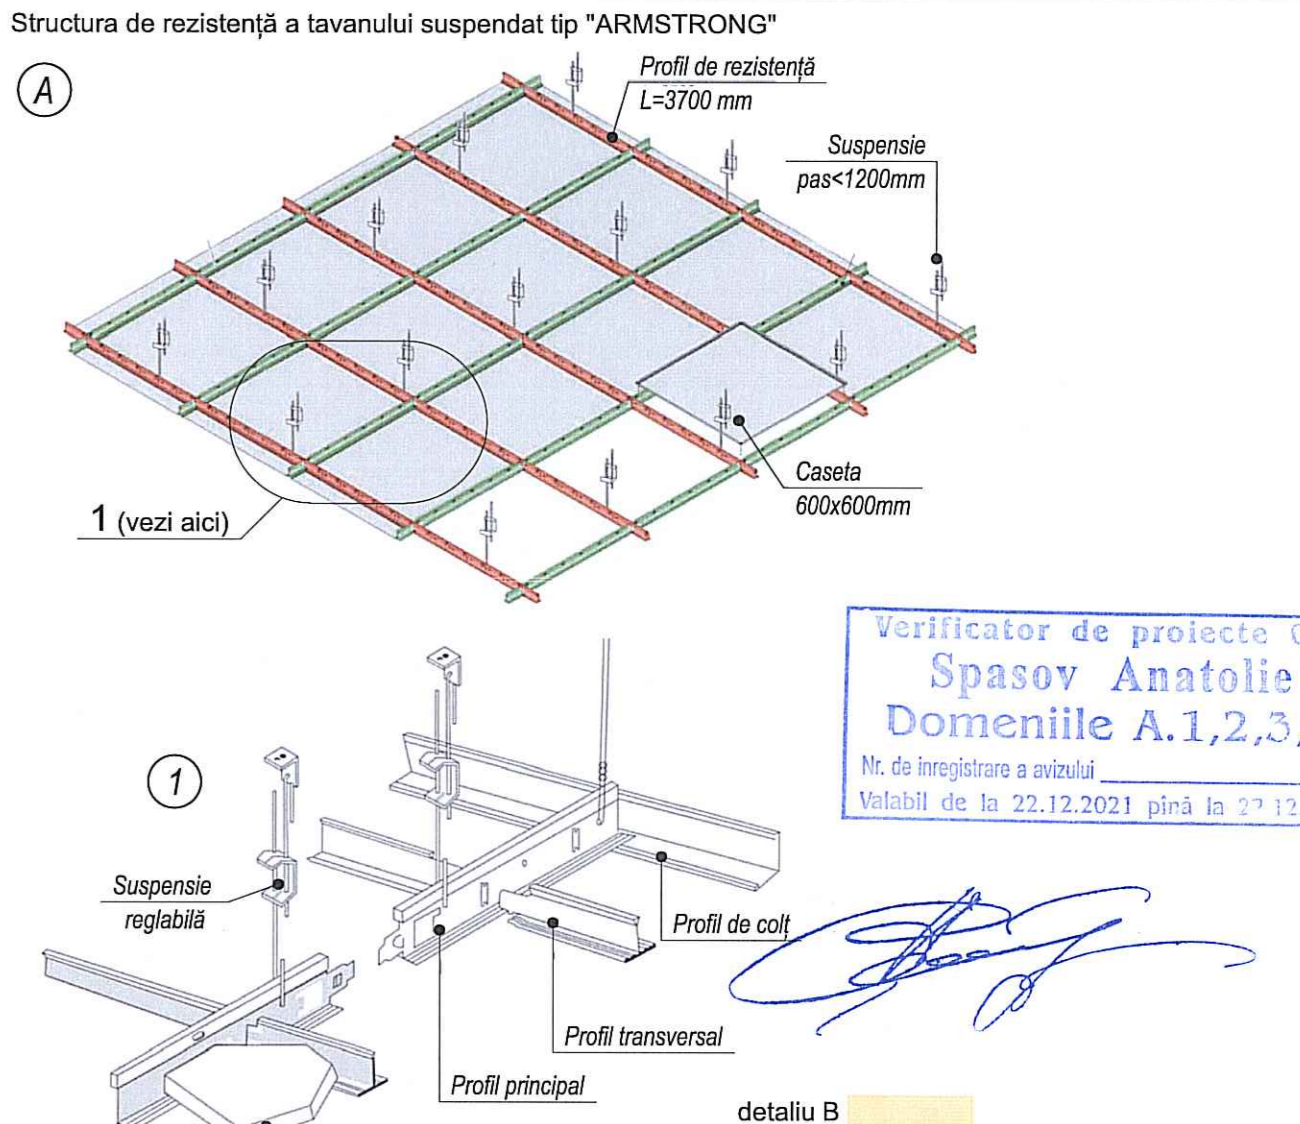 Structura de rezistență a tavanului suspendat tip "ARMSTRONG"
A
Profil de rezistență
L=3700 mm
Suspensie
pas<1200mm
Caseta
600x600mm
1 (vezi aici)
Verificator de proiecte
Spasov Anatolie
Domeniile A.1,2,3,
Nr. de inregistrare a avizului
Valabil de la 22.12.2021 pînă la 12.
1
Suspensie
reglabilă
Profil de colț
Profil transversal
Profil principal
detaliu B